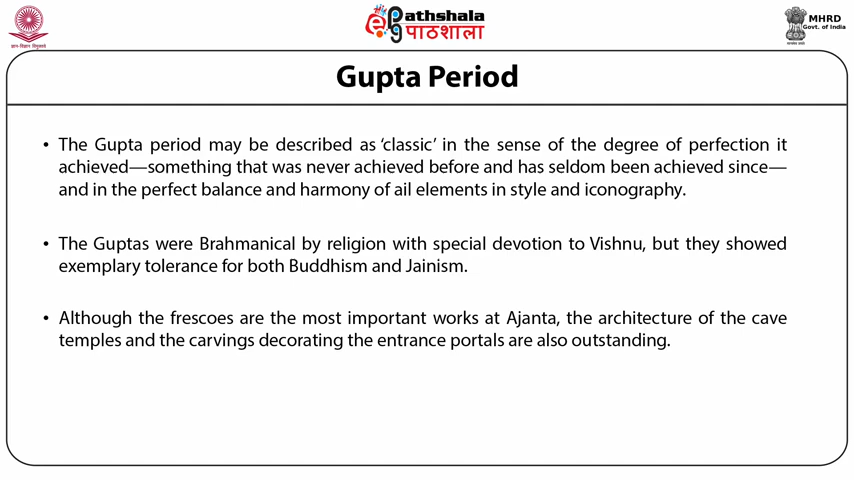 ePathshala
पाठशाला
MHRD
Govt. of India
ज्ञान-विज्ञान विमुक्तये
Gupta Period
• The Gupta period may be described as ‘classic’ in the sense of the degree of perfection it
achieved—something that was never achieved before and has seldom been achieved since—
and in the perfect balance and harmony of ail elements in style and iconography.
• The Guptas were Brahmanical by religion with special devotion to Vishnu, but they showed
exemplary tolerance for both Buddhism and Jainism.
• Although the frescoes are the most important works at Ajanta, the architecture of the cave
temples and the carvings decorating the entrance portals are also outstanding.